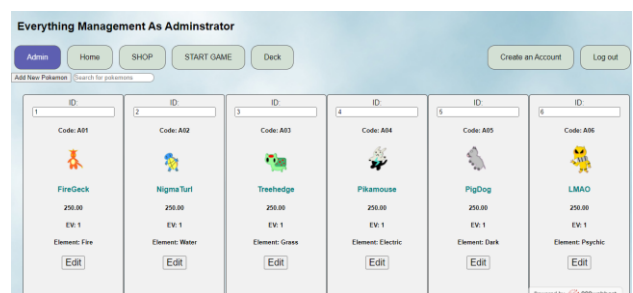 Everything Management As Adminstrator
Admin Home SHOP START GAME Deck Create an Account Log out
Add New Pokemon Search for pokemons
ID: ID: ID: ID: ID: ID:
1 2 3 4 5 6
Code: A01 Code: A02 Code: A03 Code: A04 Code: A05 Code: A06
FireGeck NigmaTurl Treehedge Pikamouse PigDog LMAO
250.00 250.00 250.00 250.00 250.00 250.00
EV: 1 EV: 1 EV: 1 EV: 1 EV: 1 EV: 1
Element: Fire Element: Water Element: Grass Element: Electric Element: Dark Element: Psychic
Edit Edit Edit Edit Edit Edit